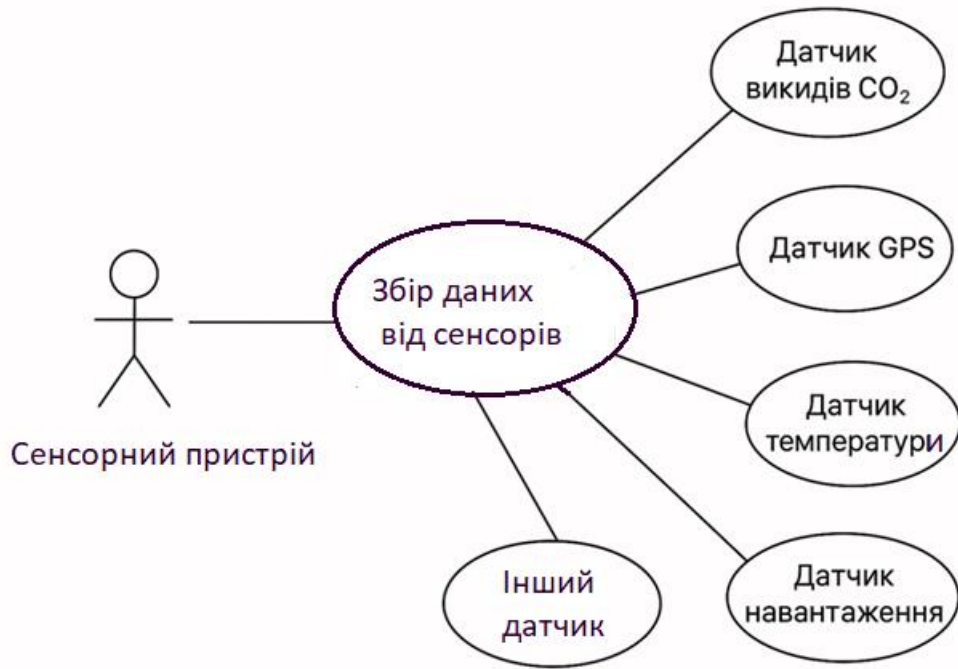 Датчик
викидів CO₂
Датчик GPS
Збір даних
від сенсорів
Датчик
температури
Сенсорний пристрій
Інший
датчик
Датчик
навантаження